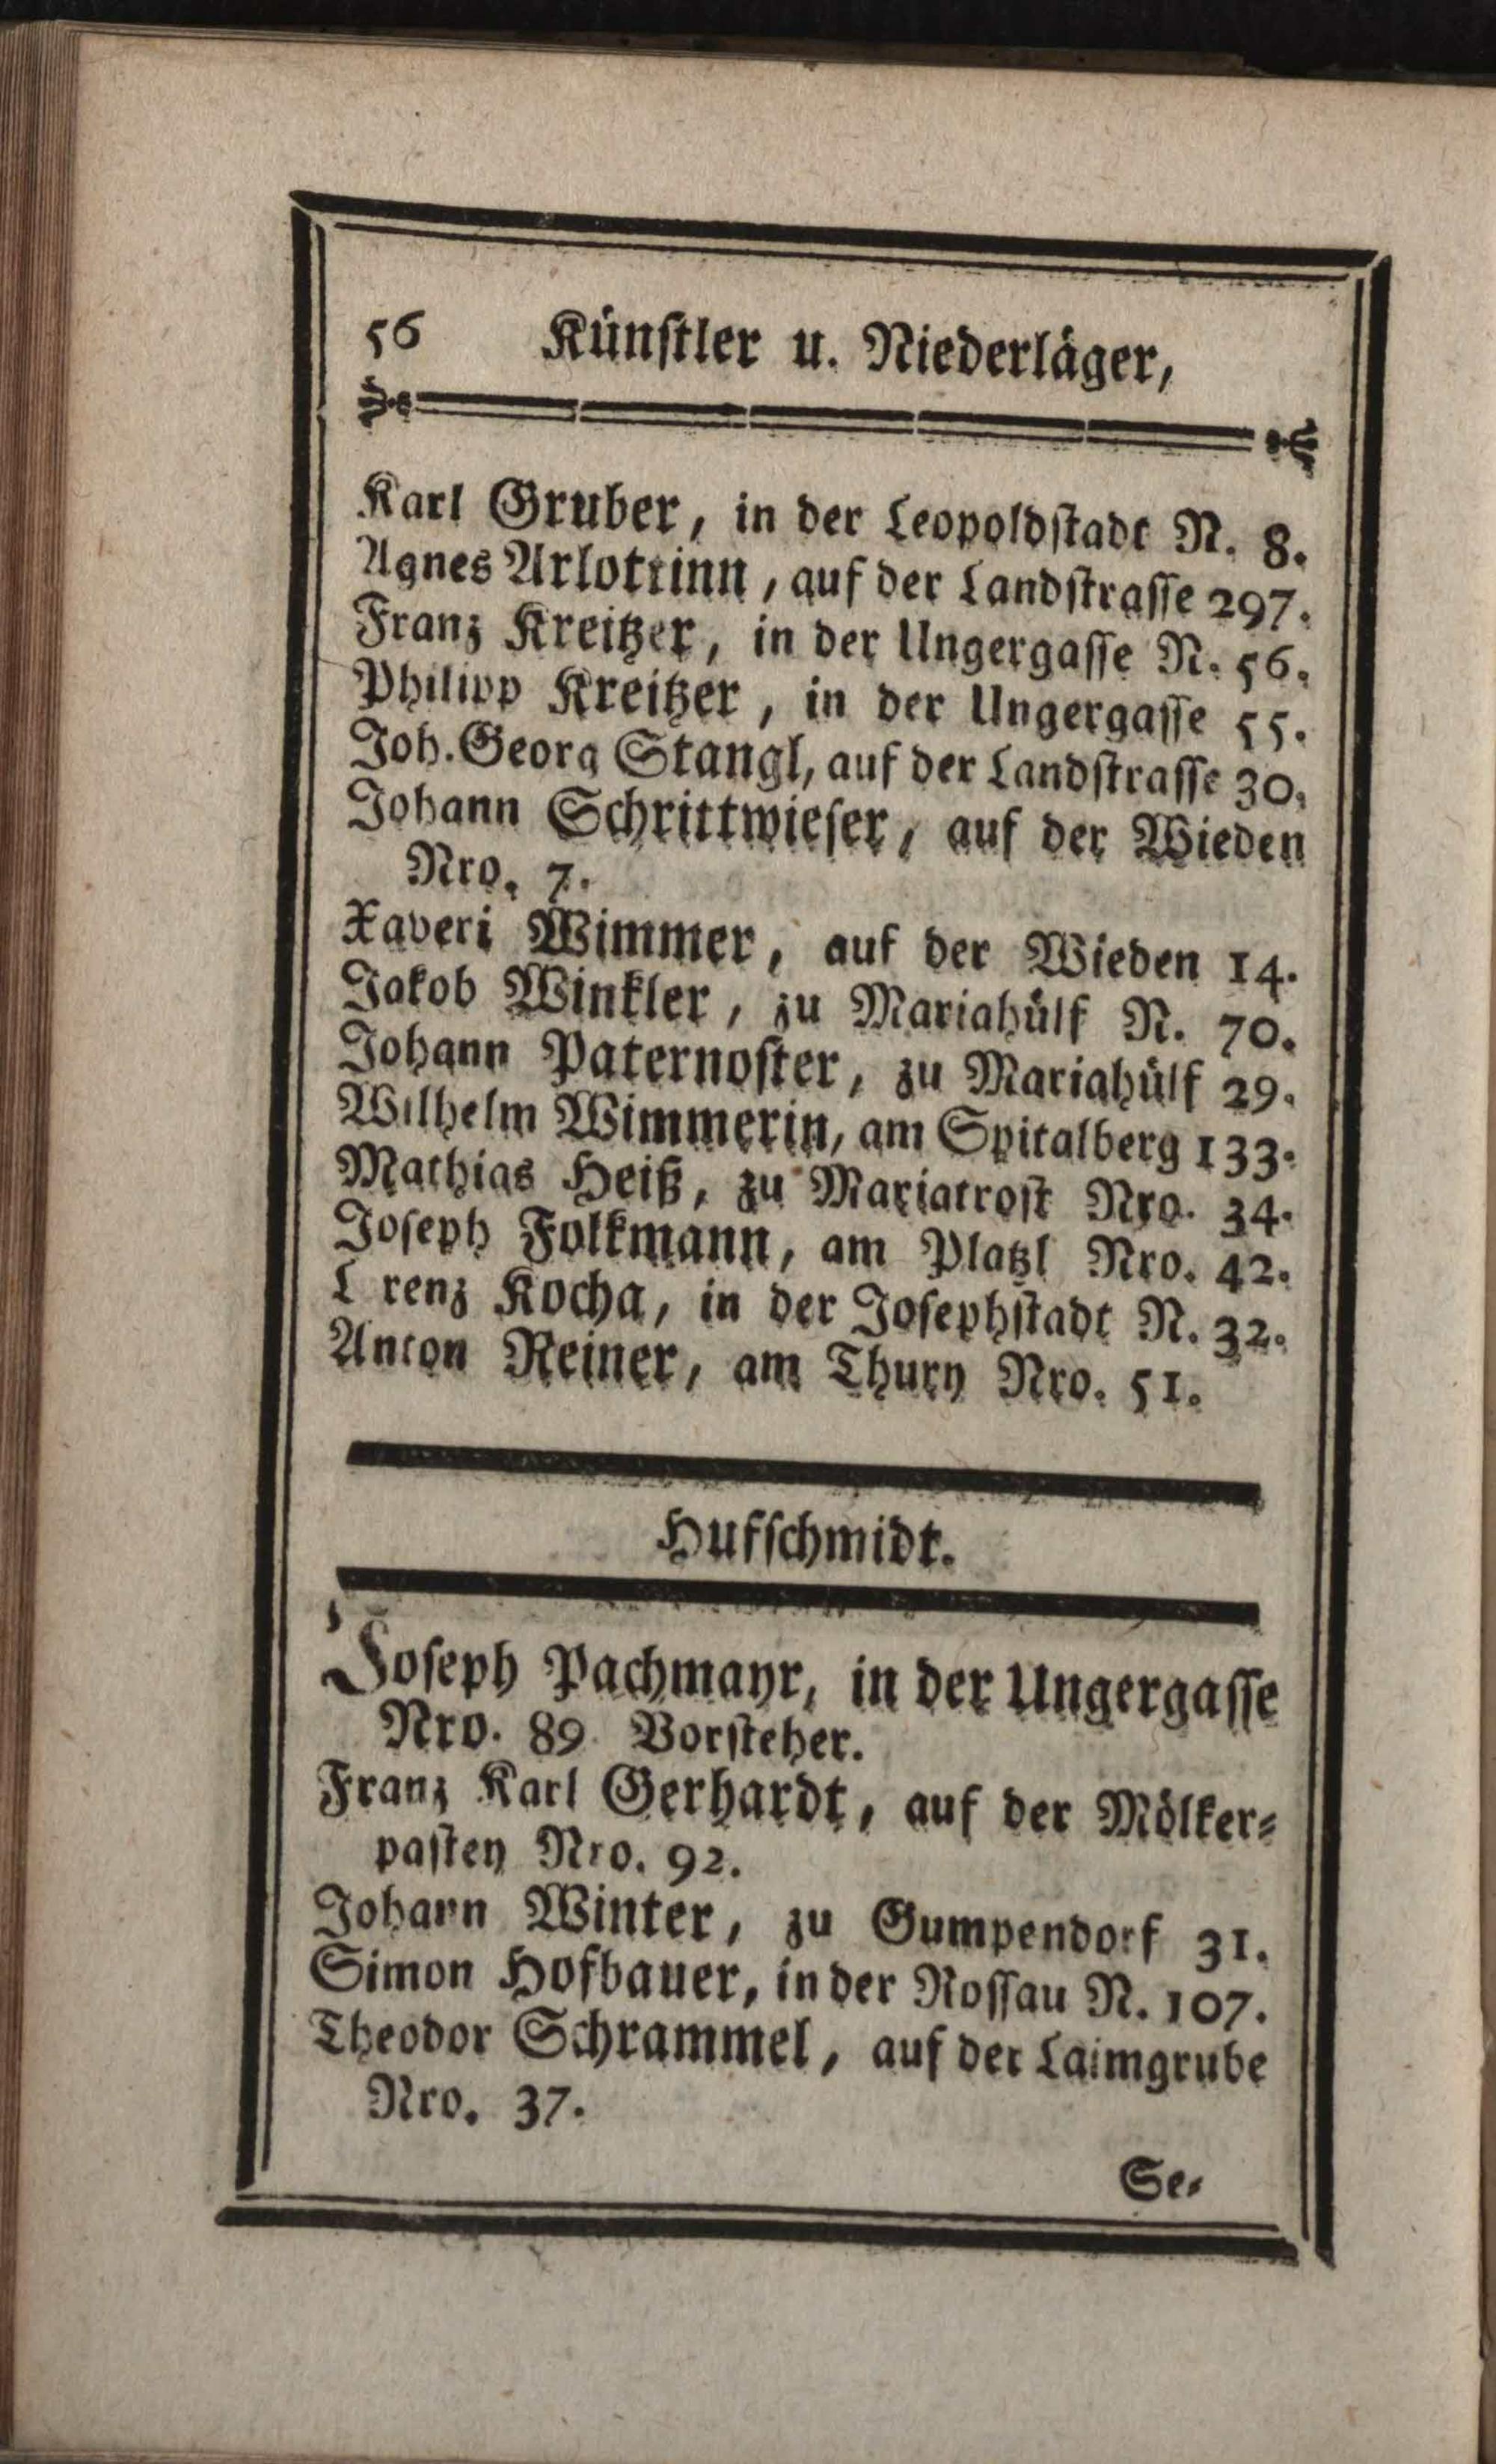 56 Künſtler u. Niederläger,
Karl Gruber, in der Leopoldſtadt N. 8.
Agnes Arlottinn, auf der Landſtraſſe 297.
Franz Kreitzer, in der Ungergaſſe N. 56.
Philipp Kreitzer, in der Ungergaſſe 55.
Joh. Georg Stangl, auf der Landſtraſſe 30.
Johann Schrittwieſer, auf der Wieden
Nro. 7.
Xaveri Wimmer, auf der Wieden 14.
Jakob Winkler, zu Mariahülf N. 70.
Johann Paternoſter, zu Mariahülf 29.
Wilhelm Wimmerin, am Spitalberg 133.
Mathias Heiß, zu Mariatroſt Nro. 34.
Joſeph Folkmann, am Platzl Nro. 42.
L renz Kocha, in der Joſephſtadt N. 32.
Anton Reiner, am Thury Nro. 51.
Hufſchmidt.
Joſeph Pachmayr, in der Ungergaſſe
Nro. 89 Vorſteher.
Franz Karl Gerhardt, auf der Mölker⸗
paſtey Nro. 92.
Johann Winter, zu Gumpendorf 31.
Simon Hofbauer, in der Roſſau N. 107.
Theodor Schrammel, auf der Laimgrube
Nro. 37.
Se⸗